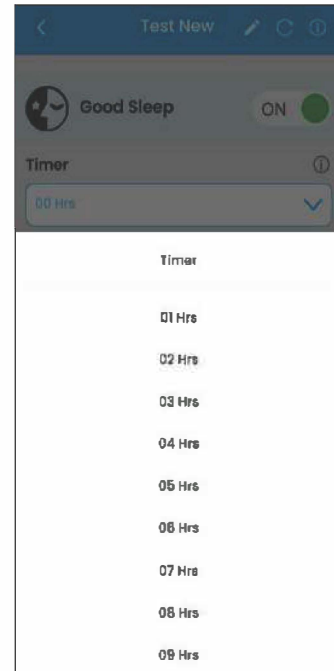 Test New
Good Sleep
ON
Timer
00 Hrs
Timer
01 Hrs
02 Hrs
03 Hrs
04 Hrs
05 Hrs
06 Hrs
07 Hrs
08 Hrs
09 Hrs